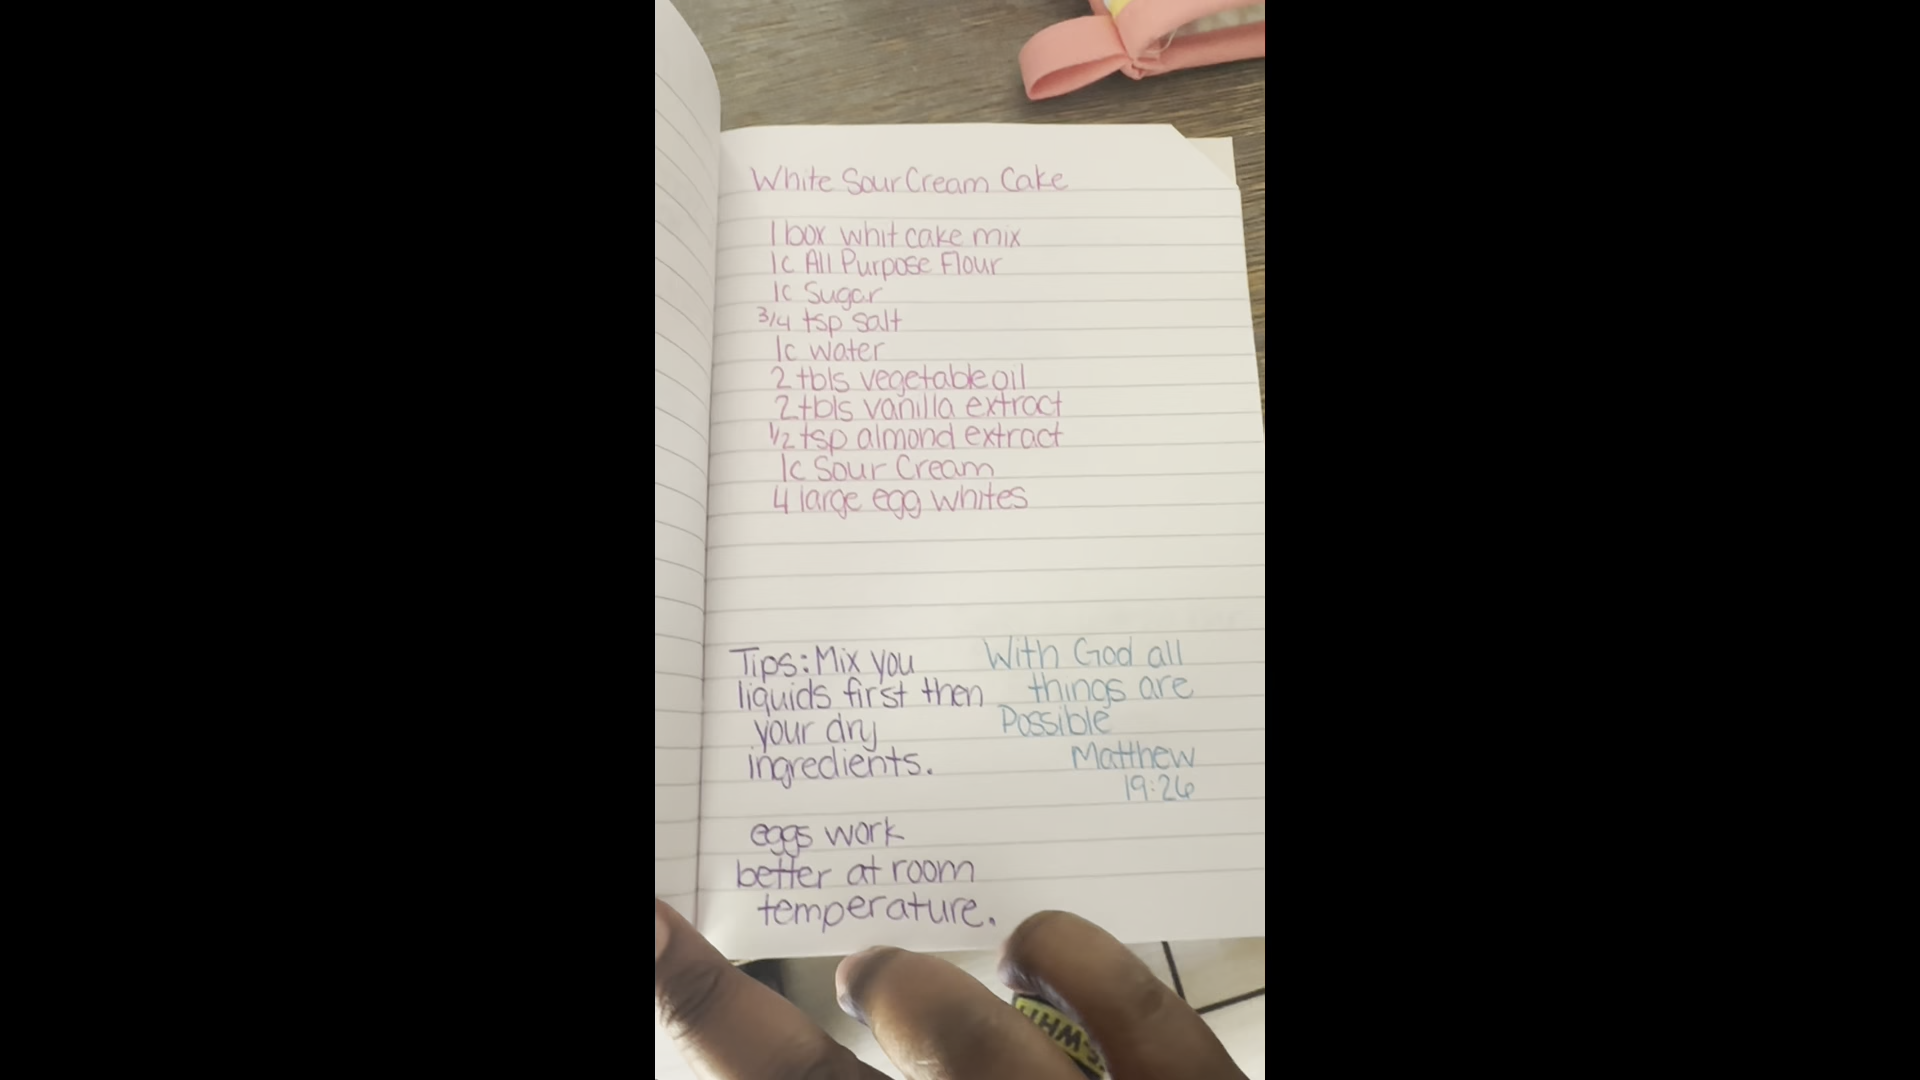 White Sour Cream Cake
1 box whit cake mix
1c All Purpose Flour
1c Sugar
3/4 tsp salt
1c water
2 tbls vegetable oil
2 tbls vanilla extract
1/2 tsp almond extract
1c Sour Cream
4 large egg whites
Tips: Mix you
liquids first then
your dry
ingredients.
eggs work
better at room
temperature.
With God all
things are
Possible
Matthew
19:26